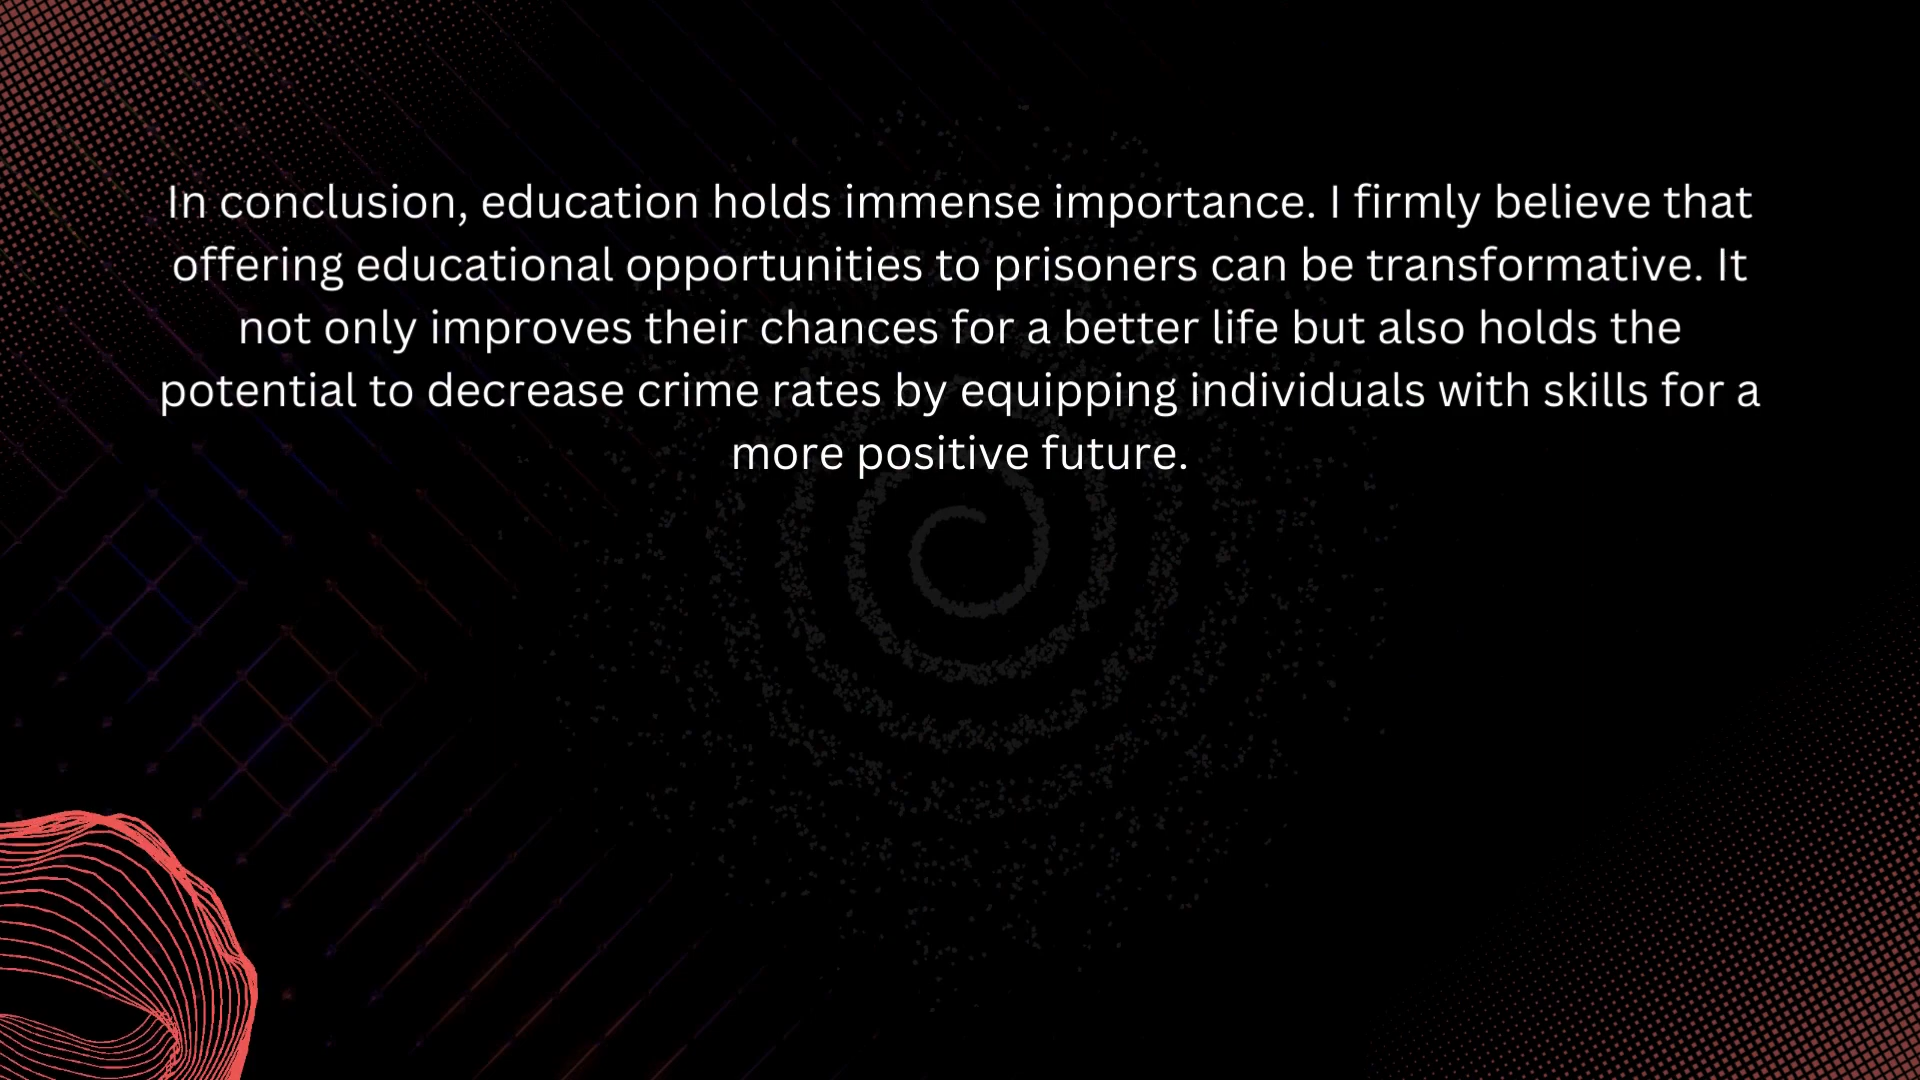 In conclusion, education holds immense importance. I firmly believe that
offering educational opportunities to prisoners can be transformative. It
not only improves their chances for a better life but also holds the
potential to decrease crime rates by equipping individuals with skills for a
more positive future.